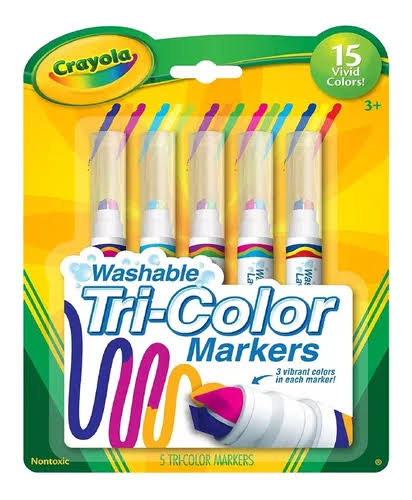 Crayola
15
Vivid
Colors!
3+
Washable
Tri-Color
Markers
3 vibrant colors
in each marker!
Nontoxic
5 TRI-COLOR MARKERS